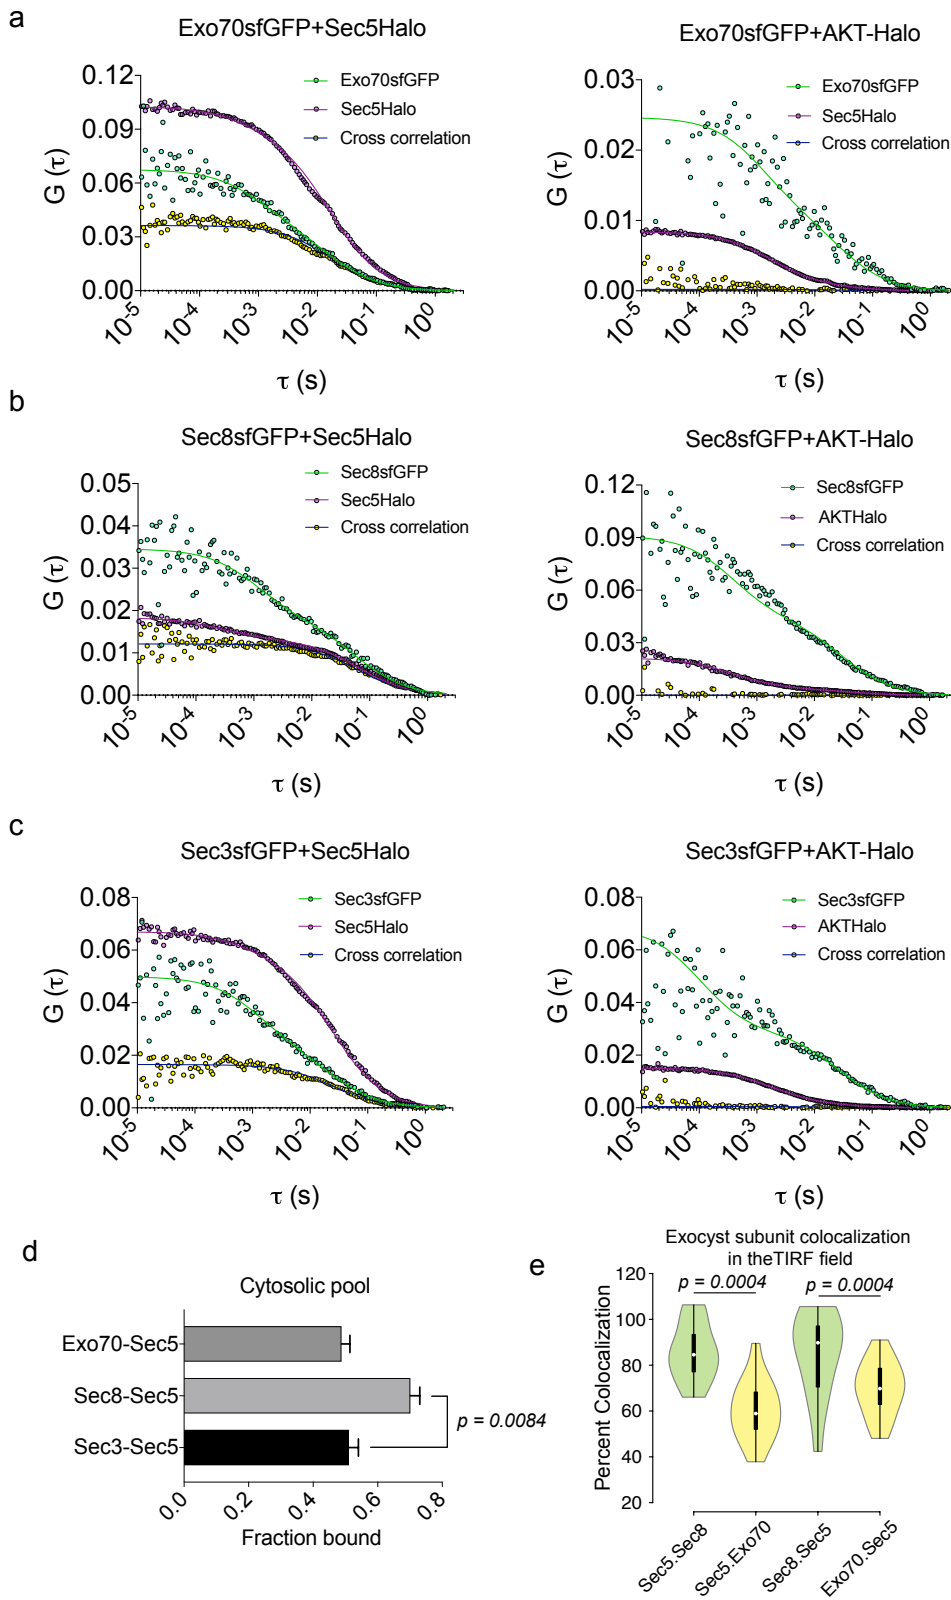 a
Exo70sfGFP+Sec5Halo
Exo70sfGFP
Sec5Halo
Cross correlation
G (τ)
0.12
0.09
0.06
0.03
0.00
10-5
10-4
10-3
10-2
10-1
100
τ (s)
Exo70sfGFP+AKT-Halo
Exo70sfGFP
Sec5Halo
Cross correlation
G (τ)
0.03
0.02
0.01
0.00
10-5
10-4
10-3
10-2
10-1
100
τ (s)
b
Sec8sfGFP+Sec5Halo
Sec8sfGFP
Sec5Halo
Cross correlation
G (τ)
0.05
0.04
0.03
0.02
0.01
0.00
10-5
10-4
10-3
10-2
10-1
100
τ (s)
Sec8sfGFP+AKT-Halo
Sec8sfGFP
AKTHalo
Cross correlation
G (τ)
0.12
0.09
0.06
0.03
0.00
10-5
10-4
10-3
10-2
10-1
100
τ (s)
c
Sec3sfGFP+Sec5Halo
Sec3sfGFP
Sec5Halo
Cross correlation
G (τ)
0.08
0.06
0.04
0.02
0.00
10-5
10-4
10-3
10-2
10-1
100
τ (s)
Sec3sfGFP+AKT-Halo
Sec3sfGFP
AKTHalo
Cross correlation
G (τ)
0.08
0.06
0.04
0.02
0.00
10-5
10-4
10-3
10-2
10-1
100
τ (s)
d
Cytosolic pool
Exo70-Sec5
Sec8-Sec5
Sec3-Sec5
p = 0.0084
0.0
0.2
0.4
0.6
0.8
Fraction bound
e
Exocyst subunit colocalization
in theTIRF field
p = 0.0004
p = 0.0004
Percent Colocalization
120
100
80
60
40
20
Sec5.Sec8
Sec5.Exo70
Sec8.Sec5
Exo70.Sec5